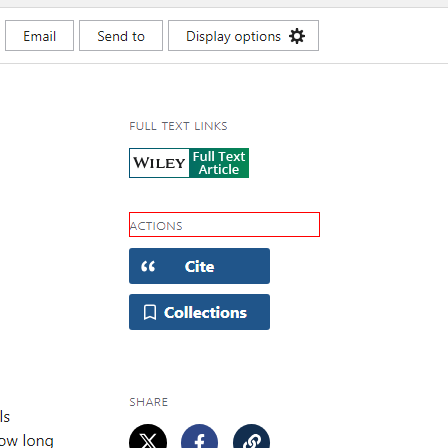 Email Send to Display options
FULL TEXT LINKS
WILEY Full Text
Article
ACTIONS
Cite
Collections
SHARE
ls
ow long